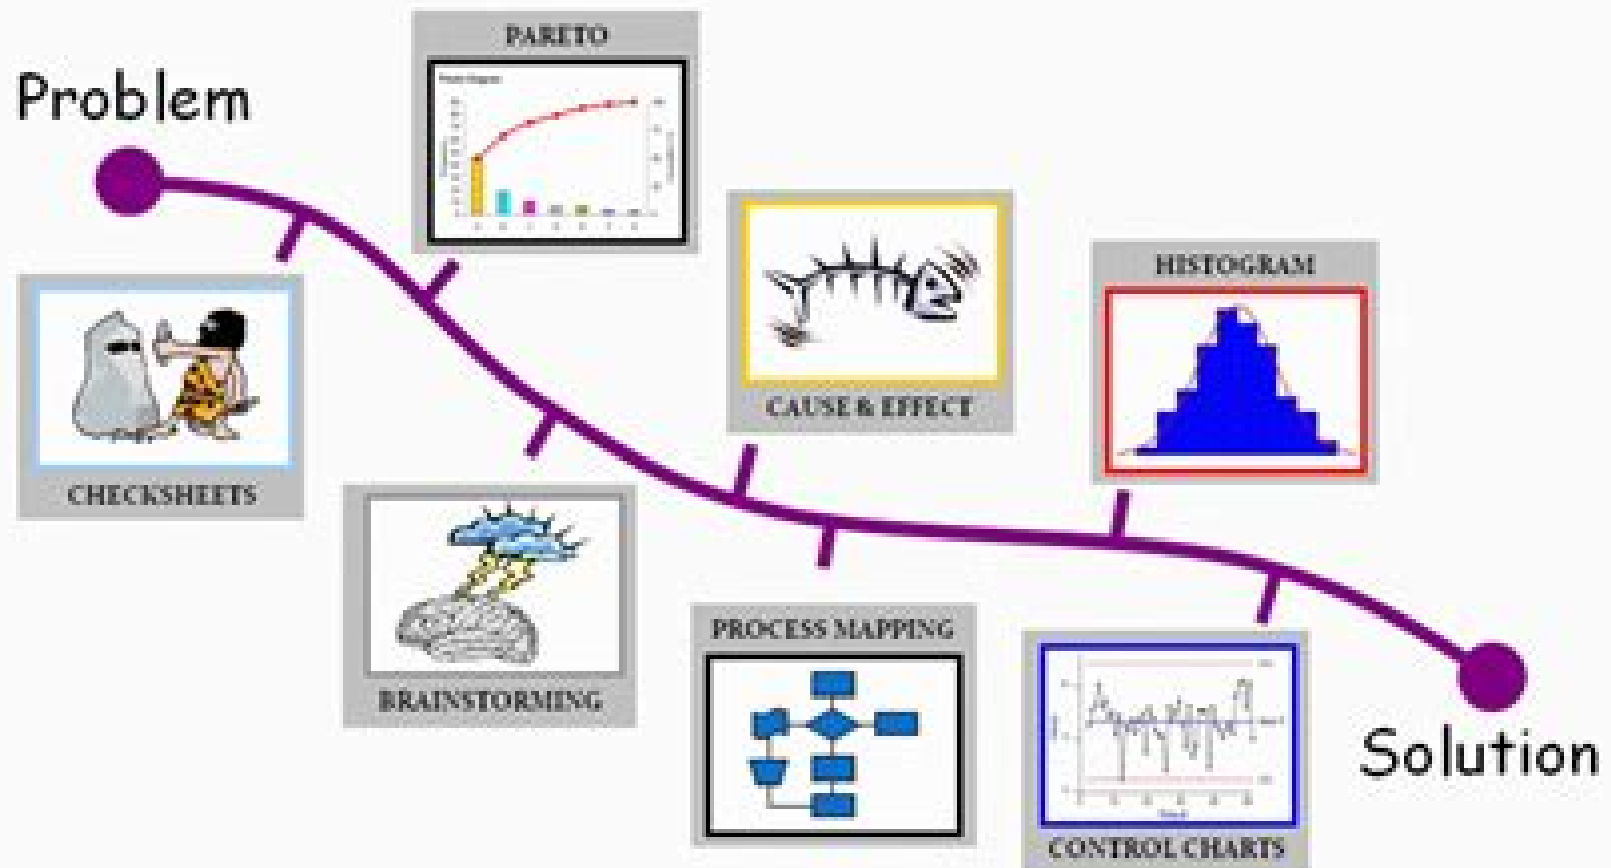 Problem
PARETO
CHECKSHEETS
BRAINSTORMING
CAUSE & EFFECT
PROCESS MAPPING
HISTOGRAM
CONTROL CHARTS
Solution